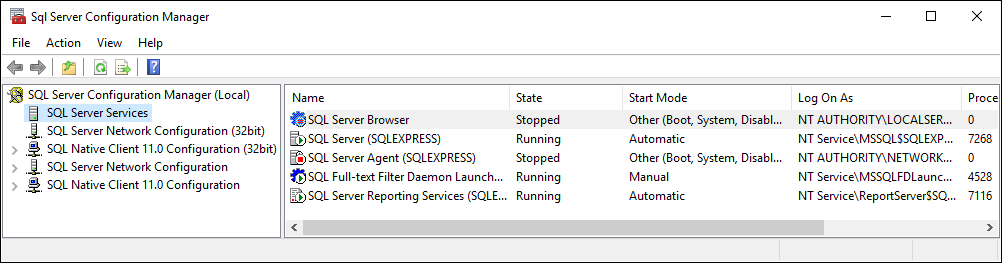 Sql Server Configuration Manager
File Action View Help
SQL Server Configuration Manager (Local)
SQL Server Services
SQL Server Network Configuration (32bit)
SQL Native Client 11.0 Configuration (32bit)
SQL Server Network Configuration
SQL Native Client 11.0 Configuration
Name State Start Mode Log On As Proce
SQL Server Browser Stopped Other (Boot, System, Disabl... NT AUTHORITY\LOCALSER... 0
SQL Server (SQLEXPRESS) Running Automatic NT Service\MSSQL$SQLEXP... 7268
SQL Server Agent (SQLEXPRESS) Stopped Other (Boot, System, Disabl... NT AUTHORITY\NETWORK... 0
SQL Full-text Filter Daemon Launch... Running Manual NT Service\MSSQLFDLaunc... 4528
SQL Server Reporting Services (SQLE... Running Automatic NT Service\ReportServer$SQ... 7116